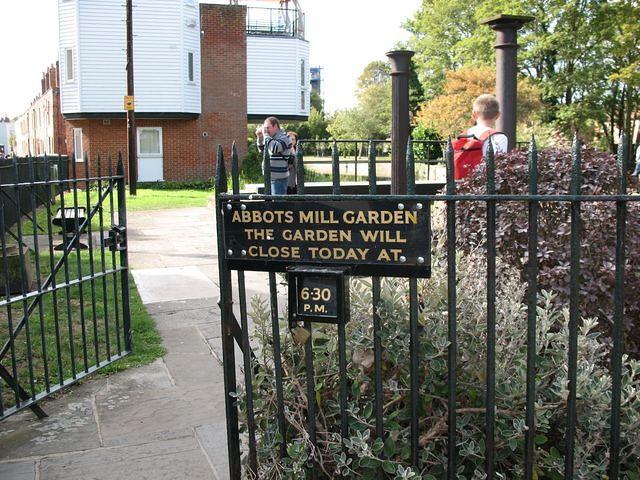 ABBOTS MILL GARDEN
THE GARDEN WILL
CLOSE TODAY AT
6·30
P.M.